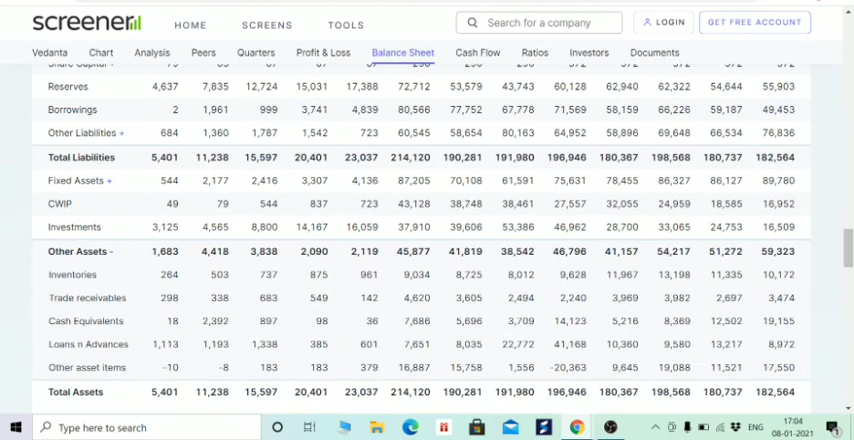 screener
HOME SCREENS TOOLS Search for a company LOGIN GET FREE ACCOUNT
Vedanta Chart Analysis Peers Quarters Profit & Loss Balance Sheet Cash Flow Ratios Investors Documents
Reserves 4,637 7,835 12,724 15,031 17,388 72,712 53,579 43,743 60,128 62,940 62,322 54,644 55,903
Borrowings 2 1,961 999 3,741 4,839 80,566 77,752 67,778 71,569 58,159 66,226 59,187 49,453
Other Liabilities + 684 1,360 1,787 1,542 723 60,545 58,654 80,163 64,952 58,896 69,648 66,534 76,836
Total Liabilities 5,401 11,238 15,597 20,401 23,037 214,120 190,281 191,980 196,946 180,367 198,568 180,737 182,564
Fixed Assets + 544 2,177 2,416 3,307 4,136 87,205 70,108 61,591 75,631 78,455 86,327 86,127 89,780
CWIP 49 79 544 837 723 43,128 38,748 38,461 27,557 32,055 24,959 18,585 16,952
Investments 3,125 4,565 8,800 14,167 16,059 37,910 39,606 53,386 46,962 28,700 33,065 24,753 16,509
Other Assets - 1,683 4,418 3,838 2,090 2,119 45,877 41,819 38,542 46,796 41,157 54,217 51,272 59,323
Inventories 264 503 737 875 961 9,034 8,725 8,012 9,628 11,967 13,198 11,335 10,172
Trade receivables 298 338 683 549 142 4,620 3,605 2,494 2,240 3,969 3,982 2,697 3,474
Cash Equivalents 18 2,392 897 98 36 7,686 5,696 3,709 14,123 5,216 8,369 12,502 19,155
Loans n Advances 1,113 1,193 1,338 385 601 7,651 8,035 22,772 41,168 10,360 9,580 13,217 8,972
Other asset items -10 -8 183 183 379 16,887 15,758 1,556 -20,363 9,645 19,088 11,521 17,550
Total Assets 5,401 11,238 15,597 20,401 23,037 214,120 190,281 191,980 196,946 180,367 198,568 180,737 182,564
Type here to search ENG 17:04
08-01-2021